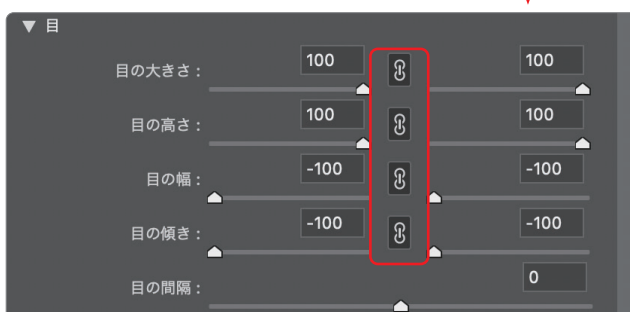 ▼ 目
目の大きさ : 100 100
目の高さ : 100 100
目の幅 : -100 -100
目の傾き : -100 -100
目の間隔 : 0